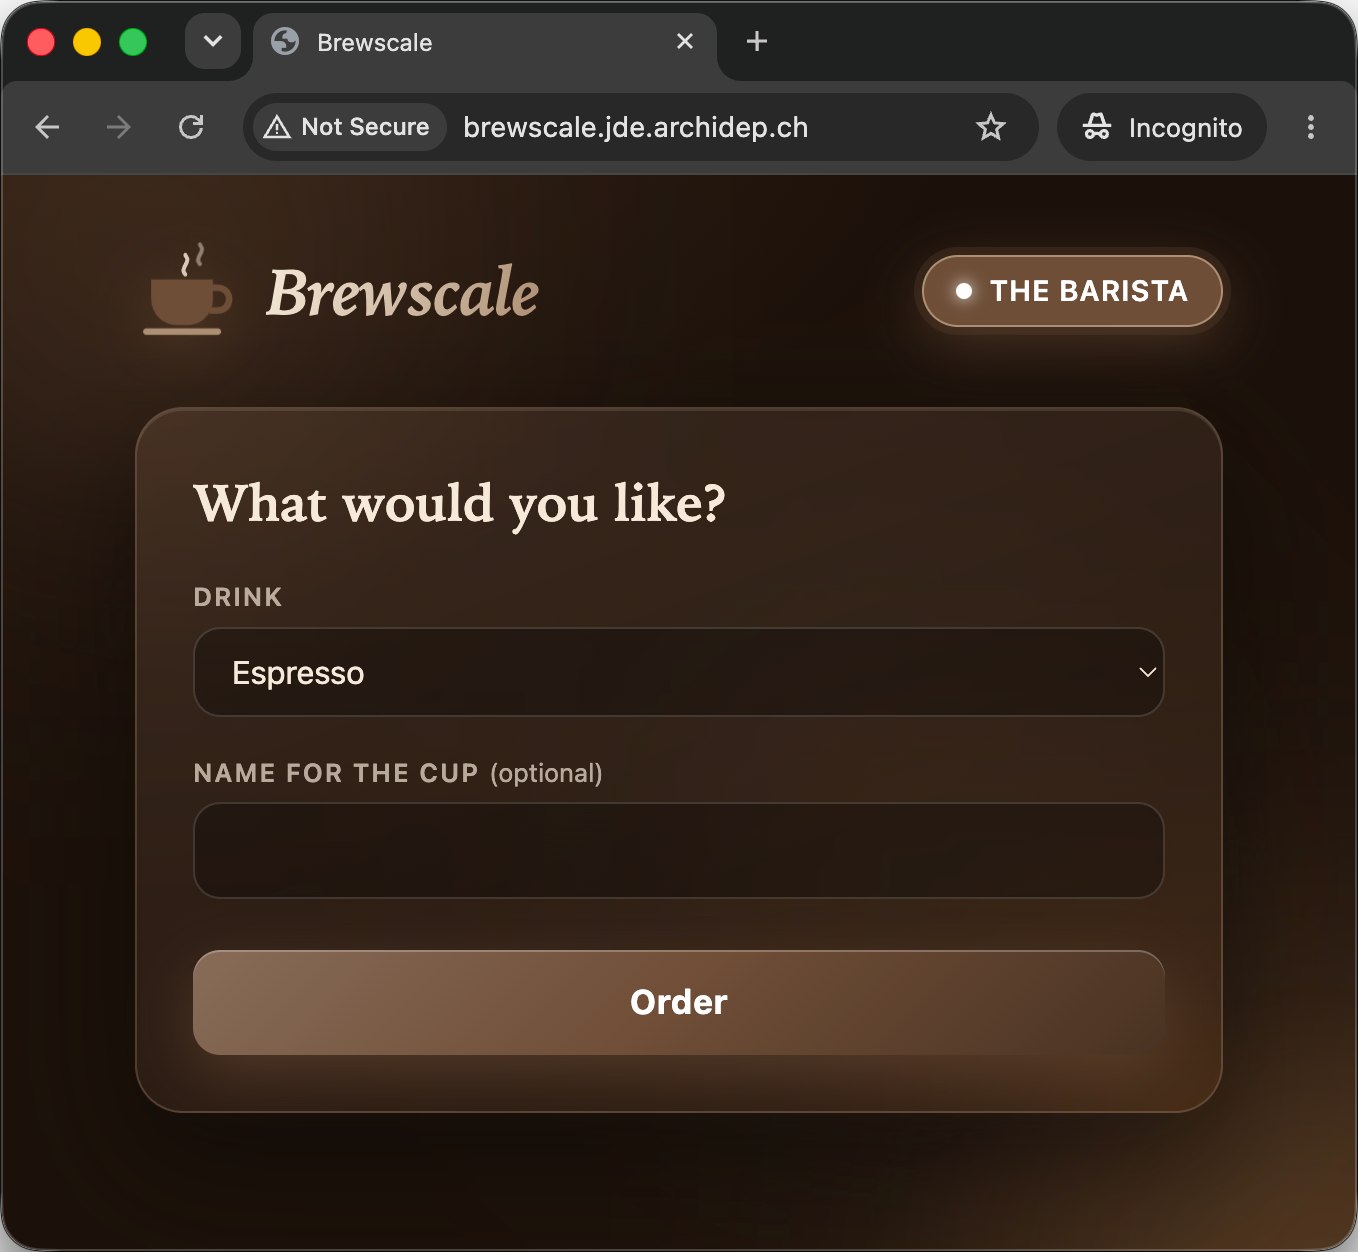 Brewscale
Not Secure
brewscale.jde.archidep.ch
Incognito
Brewscale
THE BARISTA
What would you like?
DRINK
Espresso
NAME FOR THE CUP (optional)
Order